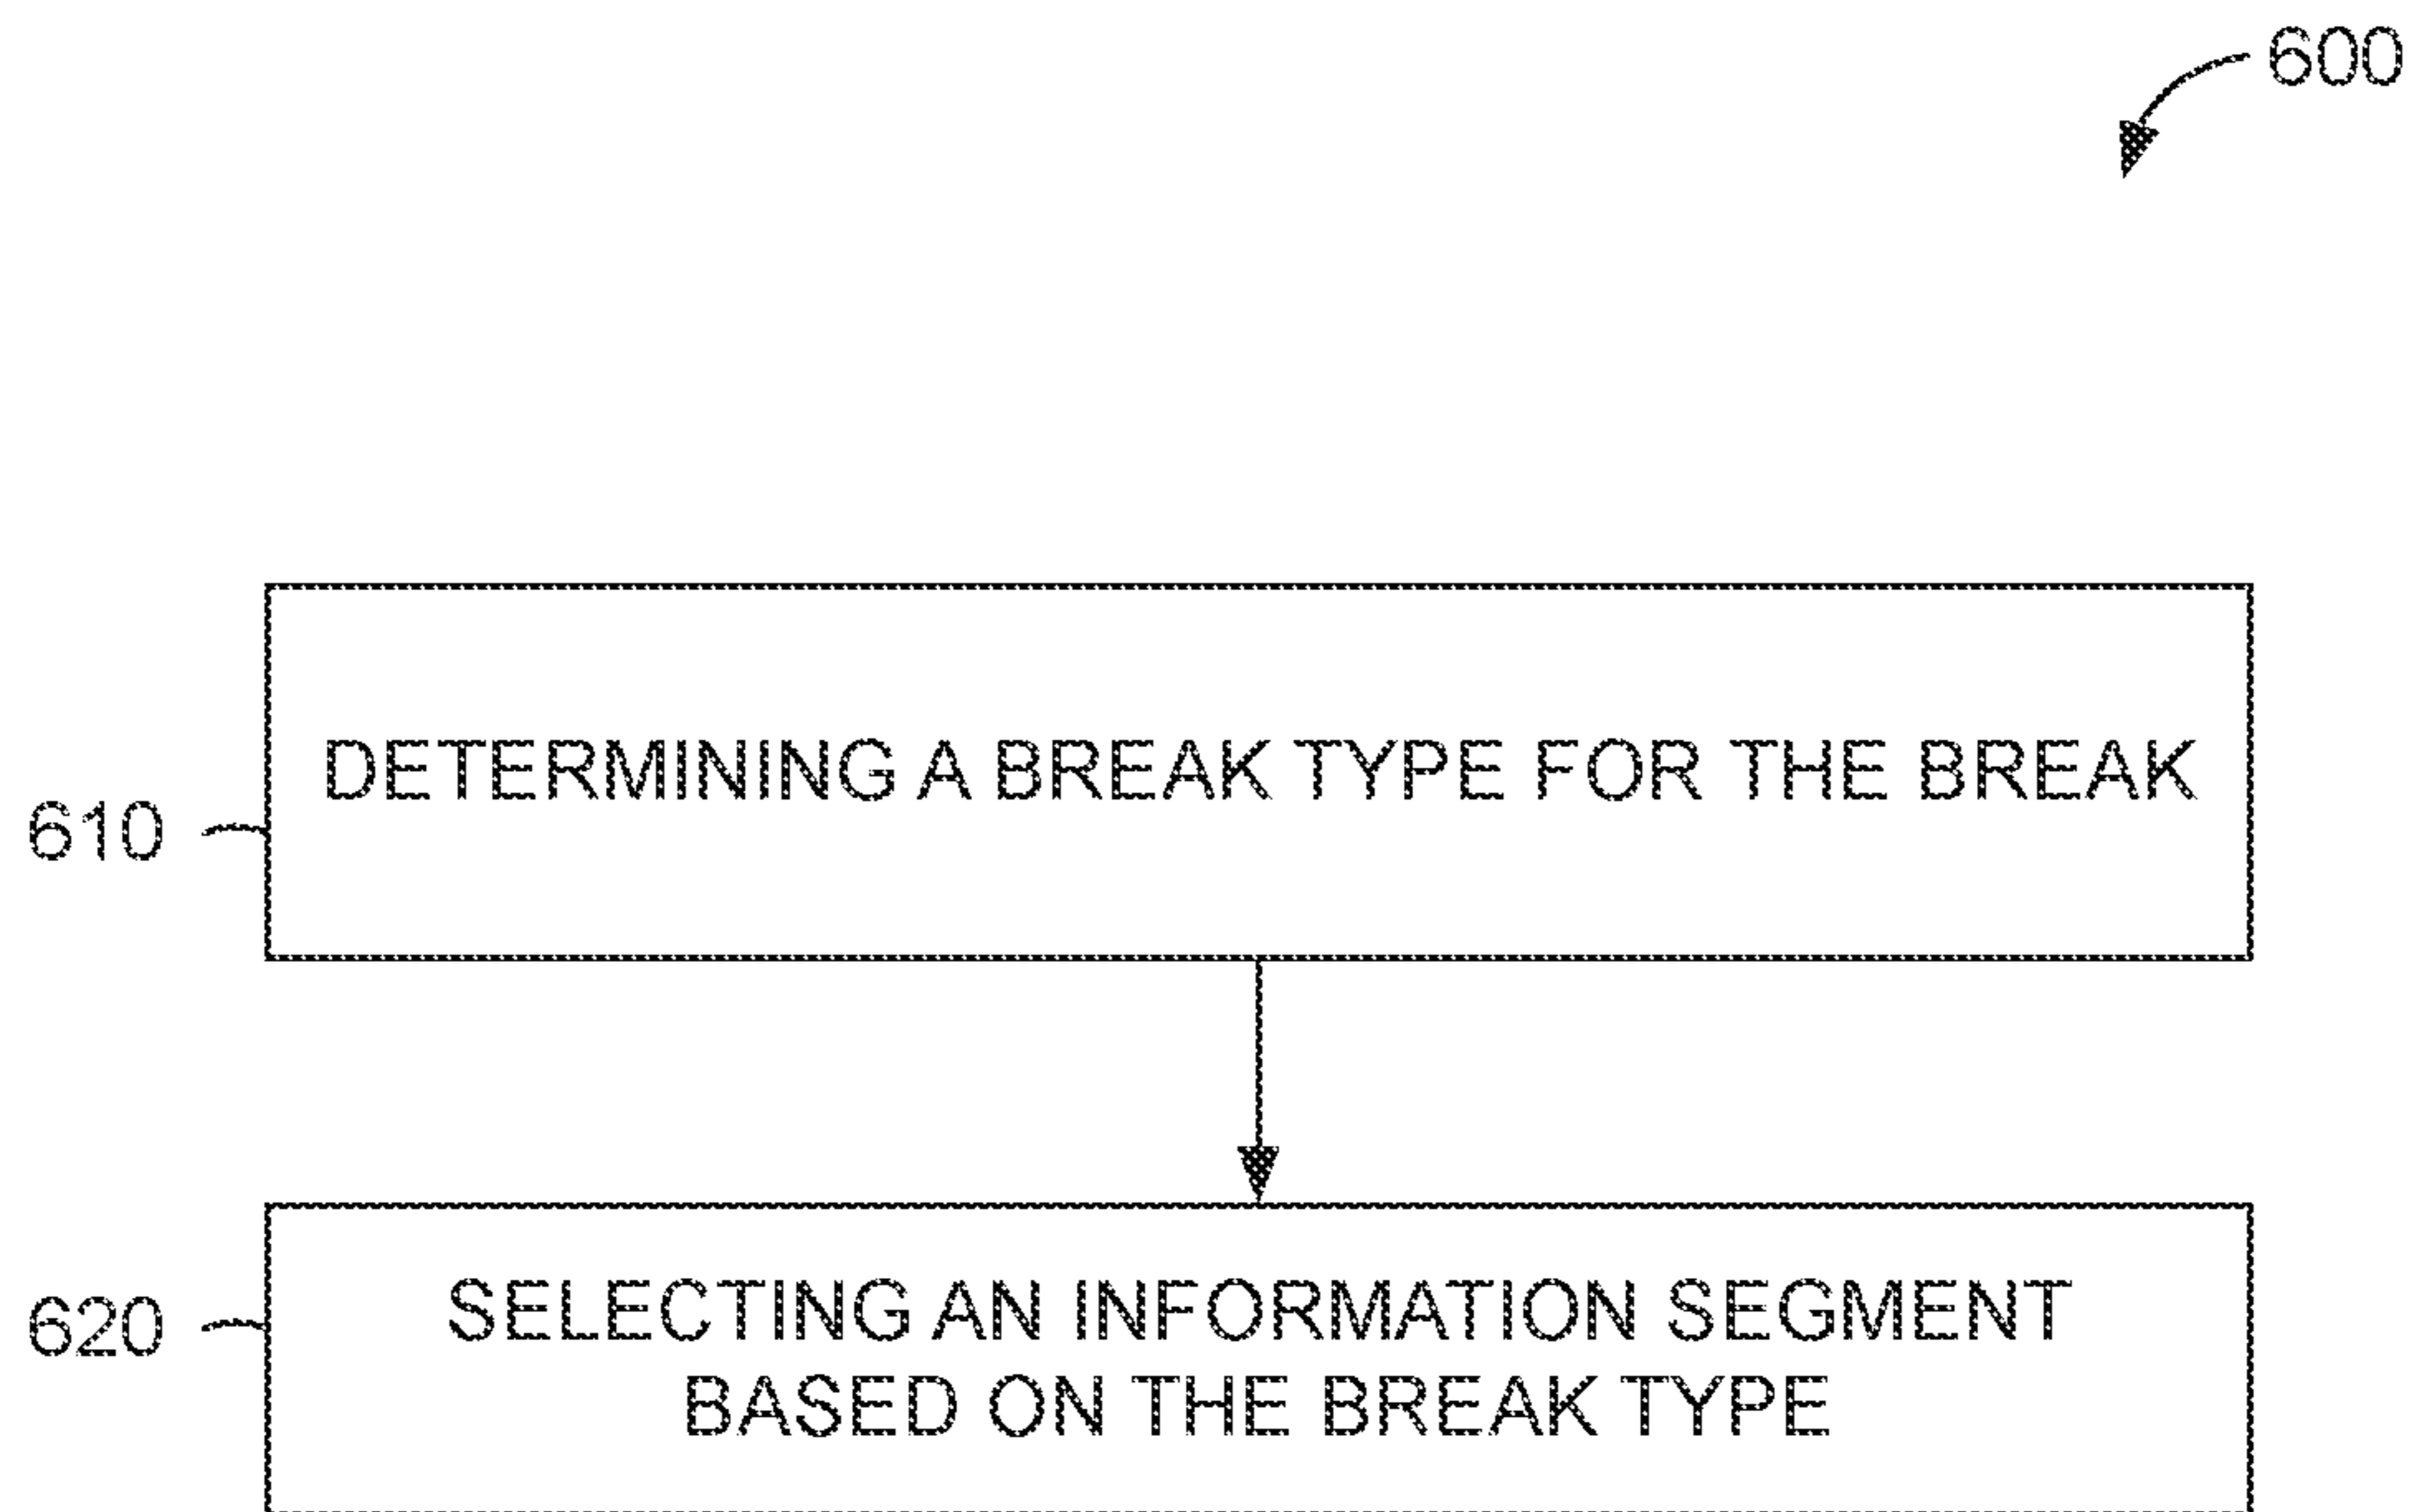 600
DETERMINING A BREAK TYPE FOR THE BREAK
610
SELECTING AN INFORMATION SEGMENT
620
BASED ON THE BREAK TYPE